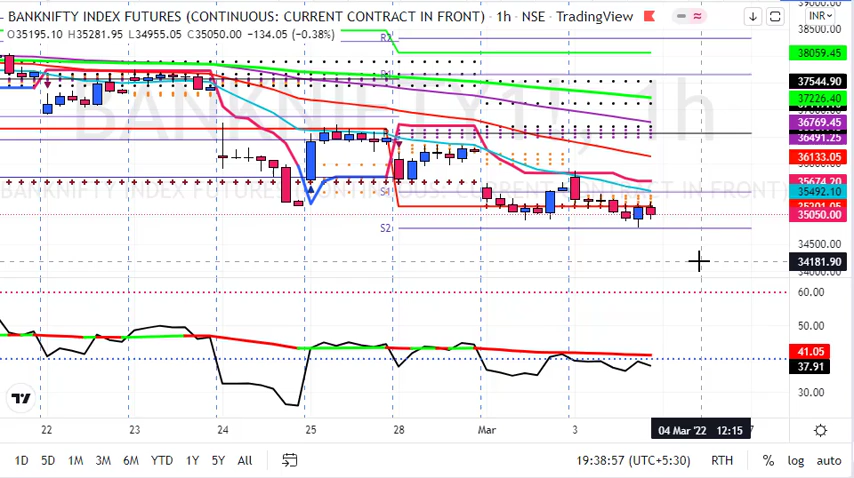 BANKNIFTY INDEX FUTURES (CONTINUOUS: CURRENT CONTRACT IN FRONT) · 1h · NSE · TradingView
O35195.10 H35281.95 L34955.05 C35050.00 −134.05 (−0.38%)
INR
38500.00
38059.45
37544.90
37226.40
36769.45
36491.25
36133.05
35674.20
35492.10
35201.05
35050.00
34500.00
34181.90
S1
S2
60.00
50.00
41.05
37.91
30.00
22
23
24
25
28
Mar
3
04 Mar '22 12:15
1D 5D 1M 3M 6M YTD 1Y 5Y All
19:38:57 (UTC+5:30)
RTH
%
log
auto